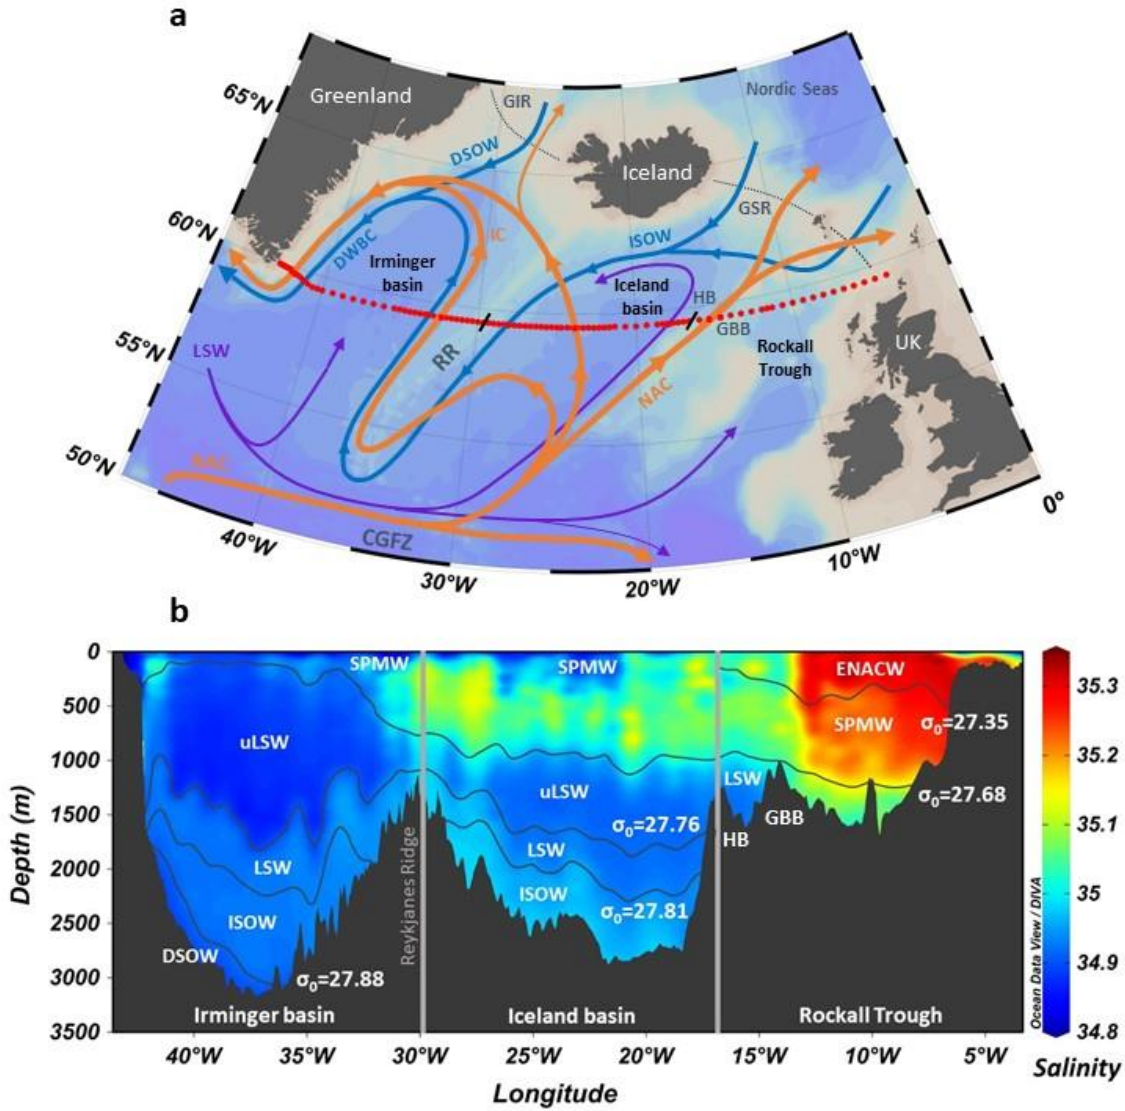 a
65°N
60°N
55°N
50°N
Greenland
GIR
Nordic Seas
DSOW
Iceland
GSR
IC
ISOW
DWBC
Irminger
basin
Iceland
basin
HB
GBB
LSW
RR
Rockall
Trough
UK
NAC
NAC
CGFZ
40°W
30°W
20°W
10°W
0°
b
0
500
1000
1500
2000
2500
3000
3500
Depth (m)
SPMW
SPMW
ENACW
SPMW
σ0=27.35
uLSW
uLSW
LSW
σ0=27.68
σ0=27.76
GBB
HB
LSW
LSW
ISOW
ISOW
σ0=27.81
DSOW
σ0=27.88
Reykjanes Ridge
Irminger basin
Iceland basin
Rockall Trough
40°W
35°W
30°W
25°W
20°W
15°W
10°W
5°W
Longitude
35.3
35.2
35.1
35
34.9
34.8
Ocean Data View / DIVA
Salinity